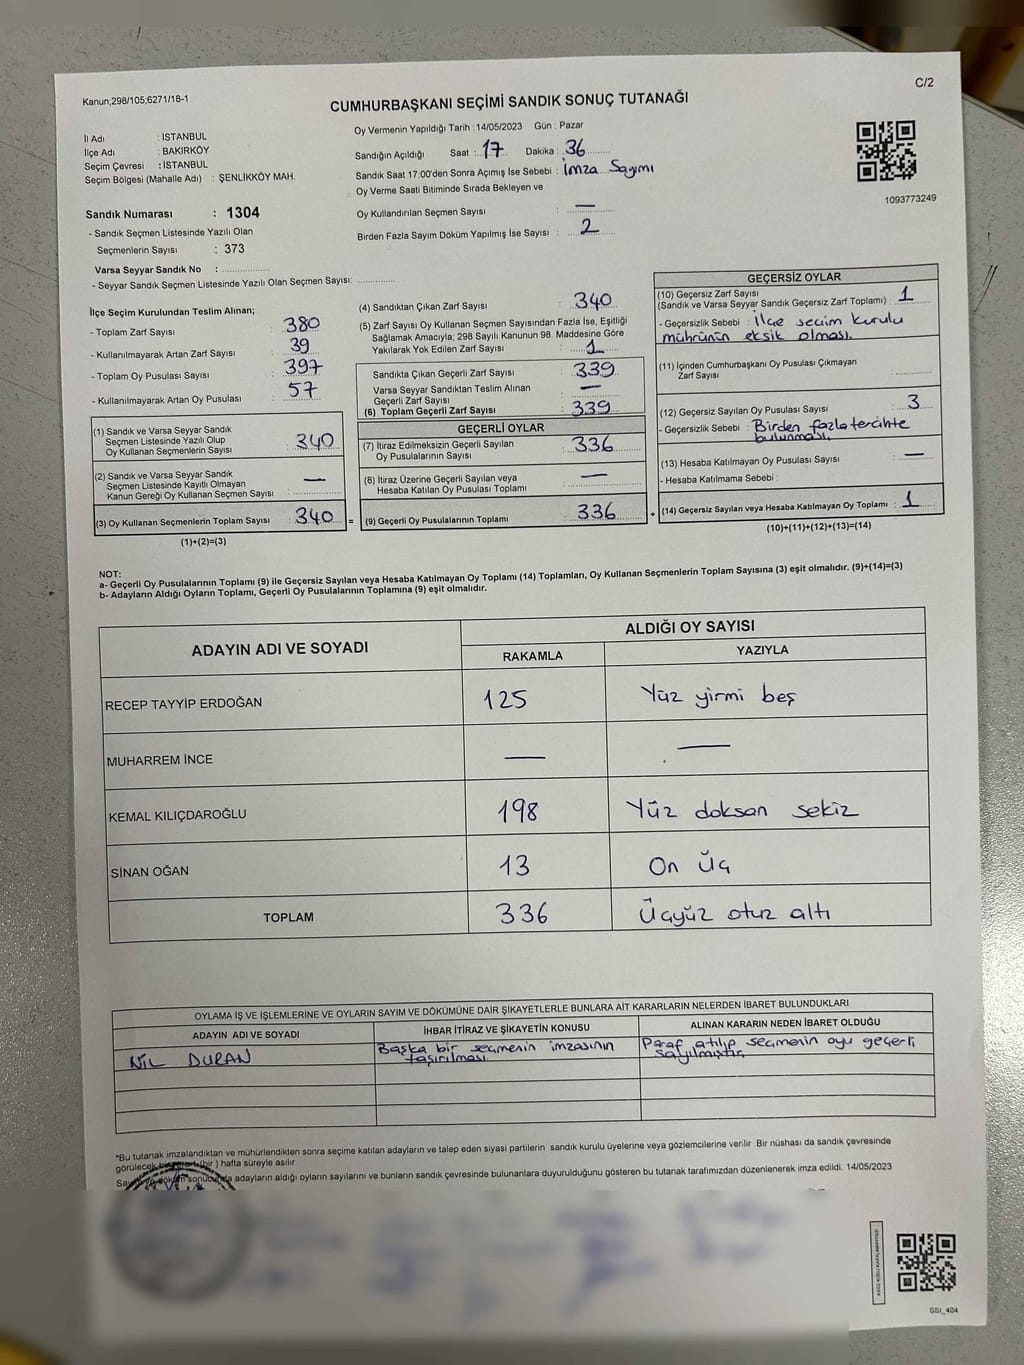 Kanun;298/105;6271/18-1
C/2
CUMHURBAŞKANI SEÇİMİ SANDIK SONUÇ TUTANAĞI
İl Adı : İSTANBUL
İlçe Adı : BAKIRKÖY
Seçim Çevresi : İSTANBUL
Seçim Bölgesi (Mahalle Adı) : ŞENLİKKÖY MAH.
Sandık Numarası : 1304
- Sandık Seçmen Listesinde Yazılı Olan
Seçmenlerin Sayısı : 373
Varsa Seyyar Sandık No : ....................
- Seyyar Sandık Seçmen Listesinde Yazılı Olan Seçmen Sayısı: ..............
Oy Vermenin Yapıldığı Tarih : 14/05/2023 Gün : Pazar
Sandığın Açıldığı Saat : 17 Dakika : 36
Sandık Saat 17:00'den Sonra Açımış İse Sebebi : İmza Sayımı
Oy Verme Saati Bitiminde Sırada Bekleyen ve
Oy Kullandırılan Seçmen Sayısı : —
Birden Fazla Sayım Döküm Yapılmış İse Sayısı : 2
1093773249
İlçe Seçim Kurulundan Teslim Alınan;
- Toplam Zarf Sayısı : 380
- Kullanılmayarak Artan Zarf Sayısı : 39
- Toplam Oy Pusulası Sayısı : 397
- Kullanılmayarak Artan Oy Pusulası : 57
(1) Sandık ve Varsa Seyyar Sandık
Seçmen Listesinde Yazılı Olup
Oy Kullanan Seçmenlerin Sayısı : 340
(2) Sandık ve Varsa Seyyar Sandık
Seçmen Listesinde Kayıtlı Olmayan
Kanun Gereği Oy Kullanan Seçmen Sayısı : —
(3) Oy Kullanan Seçmenlerin Toplam Sayısı : 340 =
(1)+(2)=(3)
(4) Sandıktan Çıkan Zarf Sayısı : 340
(5) Zarf Sayısı Oy Kullanan Seçmen Sayısından Fazla İse, Eşitliği
Sağlamak Amacıyla; 298 Sayılı Kanunun 98. Maddesine Göre
Yakılarak Yok Edilen Zarf Sayısı : 1
Sandıkta Çıkan Geçerli Zarf Sayısı : 339
Varsa Seyyar Sandıktan Teslim Alınan
Geçerli Zarf Sayısı : —
(6) Toplam Geçerli Zarf Sayısı : 339
GEÇERLİ OYLAR
(7) İtiraz Edilmeksizin Geçerli Sayılan
Oy Pusulalarının Sayısı : 336
(8) İtiraz Üzerine Geçerli Sayılan veya
Hesaba Katılan Oy Pusulası Toplamı : —
(9) Geçerli Oy Pusulalarının Toplamı : 336 +
GEÇERSİZ OYLAR
(10) Geçersiz Zarf Sayısı
(Sandık ve Varsa Seyyar Sandık Geçersiz Zarf Toplamı) : 1
- Geçersizlik Sebebi : İlçe seçim kurulu
mührünün eksik olması.
(11) İçinden Cumhurbaşkanı Oy Pusulası Çıkmayan
Zarf Sayısı : ..........
(12) Geçersiz Sayılan Oy Pusulası Sayısı : 3
- Geçersizlik Sebebi : Birden fazla tercihte
bulunması.
(13) Hesaba Katılmayan Oy Pusulası Sayısı : —
- Hesaba Katılmama Sebebi :
(14) Geçersiz Sayılan veya Hesaba Katılmayan Oy Toplamı : 1
(10)+(11)+(12)+(13)=(14)
NOT:
a- Geçerli Oy Pusulalarının Toplamı (9) ile Geçersiz Sayılan veya Hesaba Katılmayan Oy Toplamı (14) Toplamları, Oy Kullanan Seçmenlerin Toplam Sayısına (3) eşit olmalıdır. (9)+(14)=(3)
b- Adayların Aldığı Oyların Toplamı, Geçerli Oy Pusulalarının Toplamına (9) eşit olmalıdır.
ADAYIN ADI VE SOYADI
ALDIĞI OY SAYISI
RAKAMLA YAZIYLA
RECEP TAYYİP ERDOĞAN 125 Yüz yirmi beş
MUHARREM İNCE — —
KEMAL KILIÇDAROĞLU 198 Yüz doksan sekiz
SİNAN OĞAN 13 On Üç
TOPLAM 336 Üçyüz otuz altı
OYLAMA İŞ VE İŞLEMLERİNE VE OYLARIN SAYIM VE DÖKÜMÜNE DAİR ŞİKAYETLERLE BUNLARA AİT KARARLARIN NELERDEN İBARET BULUNDUKLARI
ADAYIN ADI VE SOYADI İHBAR İTİRAZ VE ŞİKAYETİN KONUSU ALINAN KARARIN NEDEN İBARET OLDUĞU
NİL DURAN
Başka bir seçmenin imzasının
taşırılması
Paraf atılıp seçmenin oyu geçerli
sayılmıştır.
*Bu tutanak imzalandıktan ve mühürlendikten sonra seçime katılan adayların ve talep eden siyasi partilerin sandık kurulu üyelerine veya gözlemcilerine verilir .Bir nüshası da sandık çevresinde
görülecek bir (bir) hafta süreyle asılır
sonucunda adayların aldığı oyların sayılarını ve bunların sandık çevresinde bulunanlara duyurulduğunu gösteren bu tutanak tarafımızdan düzenlenerek imza edildi. 14/05/2023
SSI_404